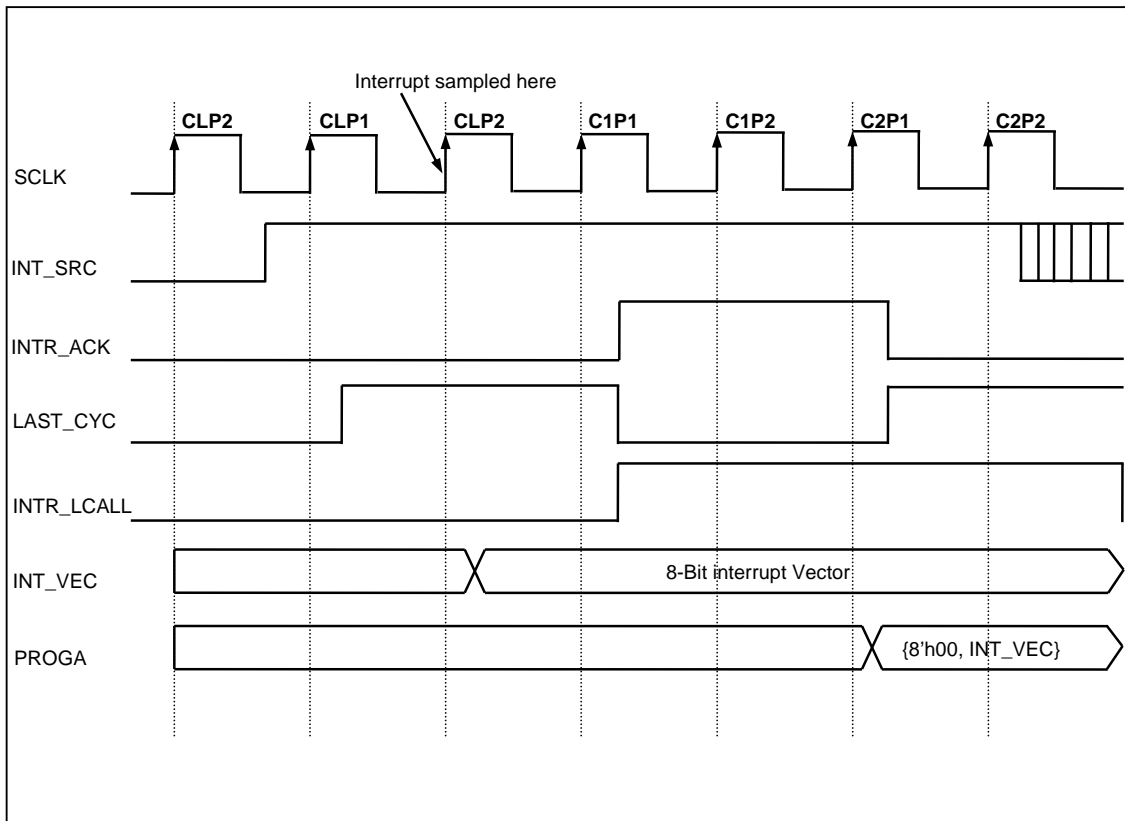 Interrupt sampled here
CLP2 CLP1 CLP2 C1P1 C1P2 C2P1 C2P2
SCLK
INT_SRC
INTR_ACK
LAST_CYC
INTR_LCALL
INT_VEC 8-Bit interrupt Vector
PROGA {8'h00, INT_VEC}